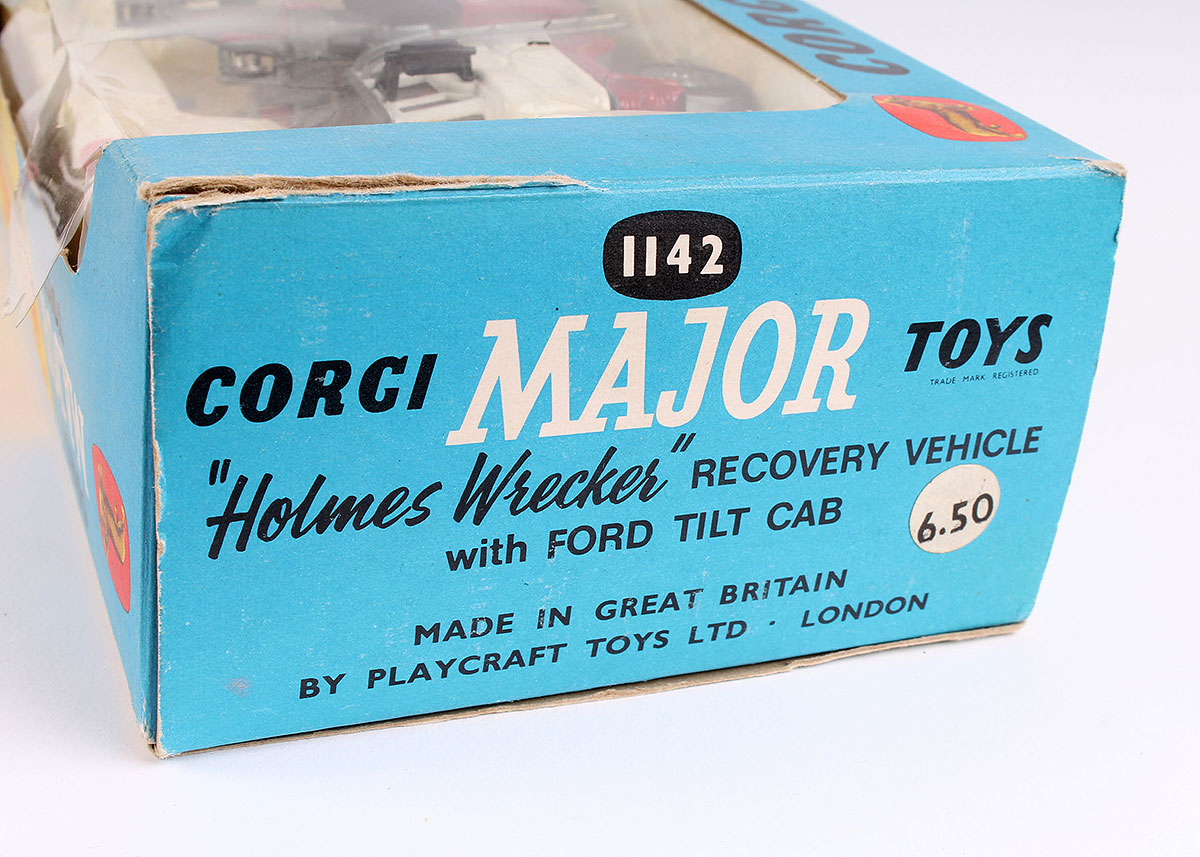 CORG
1142
CORGI MAJOR TOYS
TRADE MARK REGISTERED
"Holmes Wrecker" RECOVERY VEHICLE
with FORD TILT CAB
6.50
MADE IN GREAT BRITAIN
BY PLAYCRAFT TOYS LTD · LONDON